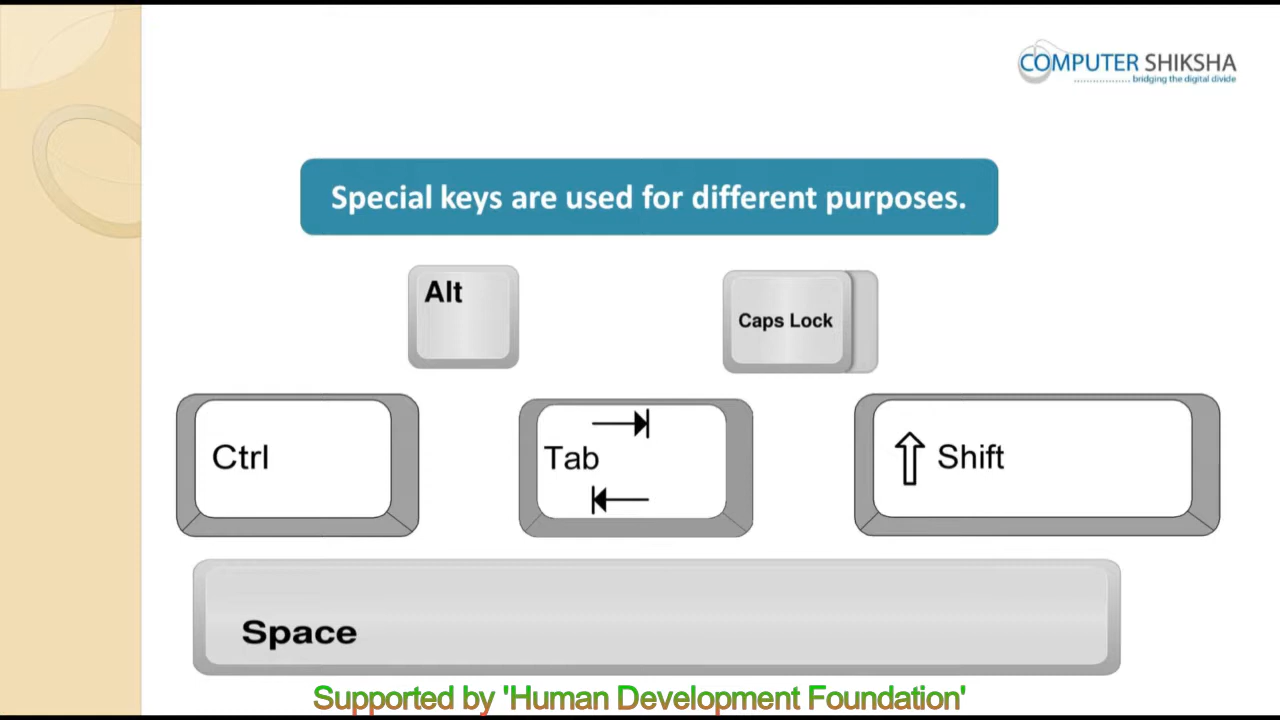 COMPUTER SHIKSHA
bridging the digital divide
Special keys are used for different purposes.
Alt
Caps Lock
Ctrl
Tab
Shift
Space
Supported by 'Human Development Foundation'